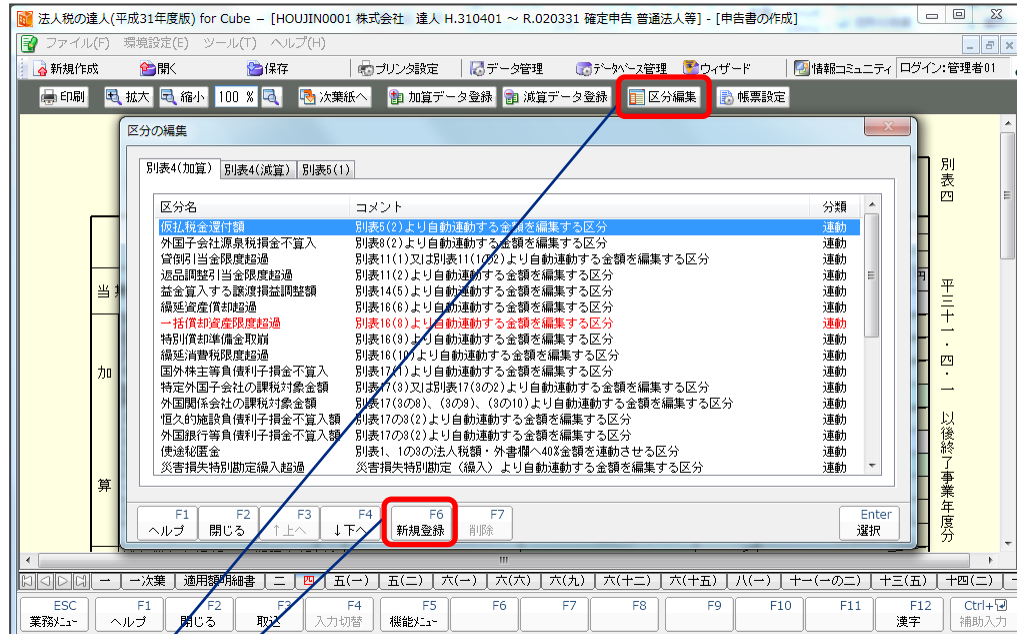 法人税の達人(平成31年度版) for Cube － [HOUJIN0001 株式会社 達人 H.310401 ～ R.020331 確定申告 普通法人等] - [申告書の作成]
ファイル(F) 環境設定(E) ツール(T) ヘルプ(H)
新規作成 開く 保存 プリンタ設定 データ管理 データベース管理 ウィザード 情報コミュニティ ログイン:管理者01
印刷 拡大 縮小 100 % 次葉紙へ 加算データ登録 減算データ登録 区分編集 帳票設定
区分の編集
別表4(加算) 別表4(減算) 別表5(1)
区分名 コメント 分類
仮払税金還付額 別表5(2)より自動連動する金額を編集する区分 連動
外国子会社源泉税損金不算入 別表8(2)より自動連動する金額を編集する区分 連動
貸倒引当金限度超過 別表11(1)又は別表11(1の2)より自動連動する金額を編集する区分 連動
返品調整引当金限度超過 別表11(2)より自動連動する金額を編集する区分 連動
益金算入する譲渡損益調整額 別表14(5)より自動連動する金額を編集する区分 連動
繰延資産償却超過 別表16(6)より自動連動する金額を編集する区分 連動
一括償却資産限度超過 別表16(8)より自動連動する金額を編集する区分 連動
特別償却準備金取崩 別表16(9)より自動連動する金額を編集する区分 連動
繰延消費税限度超過 別表16(10)より自動連動する金額を編集する区分 連動
国外株主等負債利子損金不算入 別表17(1)より自動連動する金額を編集する区分 連動
特定外国子会社の課税対象金額 別表17(3)又は別表17(3の2)より自動連動する金額を編集する区分 連動
外国関係会社の課税対象金額 別表17(3の8)、(3の9)、(3の10)より自動連動する金額を編集する区分 連動
恒久的施設負債利子損金不算入額 別表17の3(2)より自動連動する金額を編集する区分 連動
外国銀行等負債利子損金不算入額 別表17の3(2)より自動連動する金額を編集する区分 連動
使途秘匿金 別表1、1の3の法人税額・外書欄へ40%金額を連動させる区分 連動
災害損失特別勘定繰入超過 災害損失特別勘定（繰入）より自動連動する金額を編集する区分 連動
F1 F2 F3 F4 F6 F7 Enter
ヘルプ 閉じる ↑上へ ↓下へ 新規登録 削除 選択
当
加
算
別表四
平三十一・四・一 以後終了事業年度分
一 一次葉 適用額明細書 二 四 五(一) 五(二) 六(一) 六(六) 六(九) 六(十二) 六(十五) 八(一) 十一(一の二) 十三(五) 十四(二)
ESC F1 F2 F3 F4 F5 F6 F7 F8 F9 F10 F11 F12 Ctrl+
業務ﾒﾆｭｰ ヘルプ 閉じる 取込 入力切替 機能ﾒﾆｭｰ 漢字 補助入力